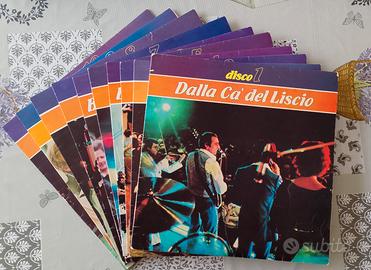 disco 1
Dalla Ca' del Liscio
subito